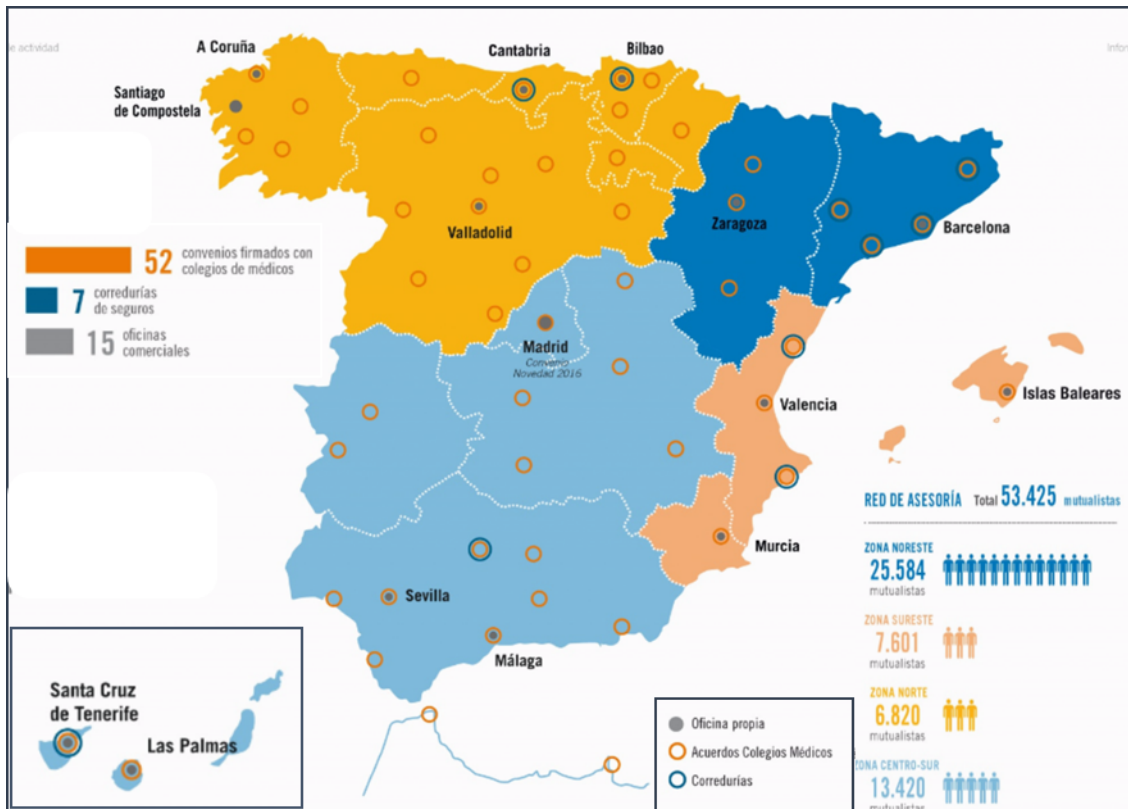 de actividad
A Coruña
Cantabria
Bilbao
Santiago
de Compostela
52 convenios firmados con
colegios de médicos
7 corredurías
de seguros
15 oficinas
comerciales
Valladolid
Zaragoza
Barcelona
Madrid
Convenio
Novedad 2016
Valencia
Islas Baleares
Murcia
Sevilla
Málaga
Santa Cruz
de Tenerife
Las Palmas
Oficina propia
Acuerdos Colegios Médicos
Corredurías
RED DE ASESORÍA Total 53.425 mutualistas
ZONA NORESTE
25.584
mutualistas
ZONA SURESTE
7.601
mutualistas
ZONA NORTE
6.820
mutualistas
ZONA CENTRO-SUR
13.420
mutualistas